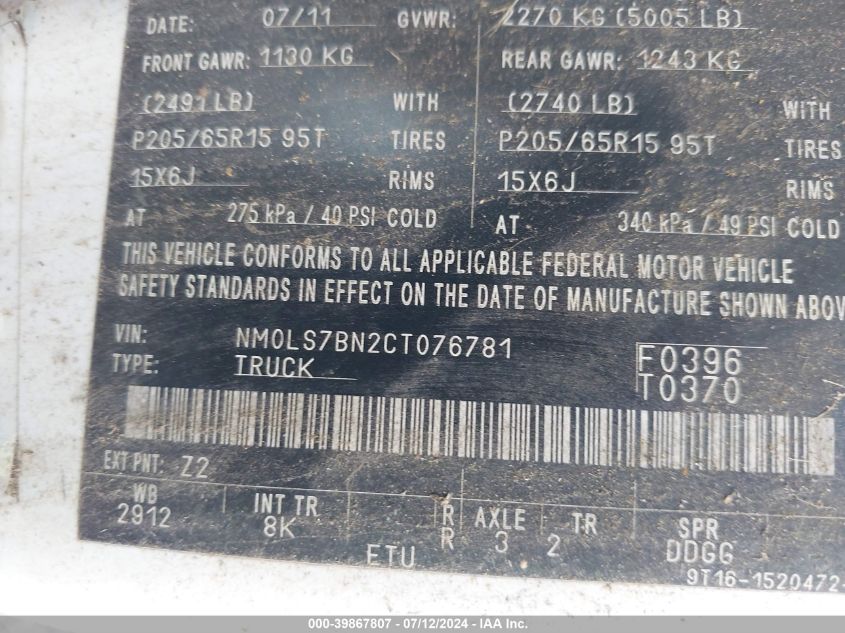 DATE: 07/11 GVWR: 2270 KG (5005 LB)
FRONT GAWR: 1130 KG REAR GAWR: 1243 KG
(2491 LB) WITH (2740 LB) WITH
P205/65R15 95T TIRES P205/65R15 95T TIRES
15X6J RIMS 15X6J RIMS
AT 275 kPa / 40 PSI COLD AT 340 kPa / 49 PSI COLD
THIS VEHICLE CONFORMS TO ALL APPLICABLE FEDERAL MOTOR VEHICLE
SAFETY STANDARDS IN EFFECT ON THE DATE OF MANUFACTURE SHOWN ABOV
VIN: NM0LS7BN2CT076781 F0396
TYPE: TRUCK T0370
EXT PNT: Z2
WB INT TR R AXLE TR SPR
2912 8K R 3 2 DDGG
ETU
9T16-1520472-
000-39867807 - 07/12/2024 - IAA Inc.